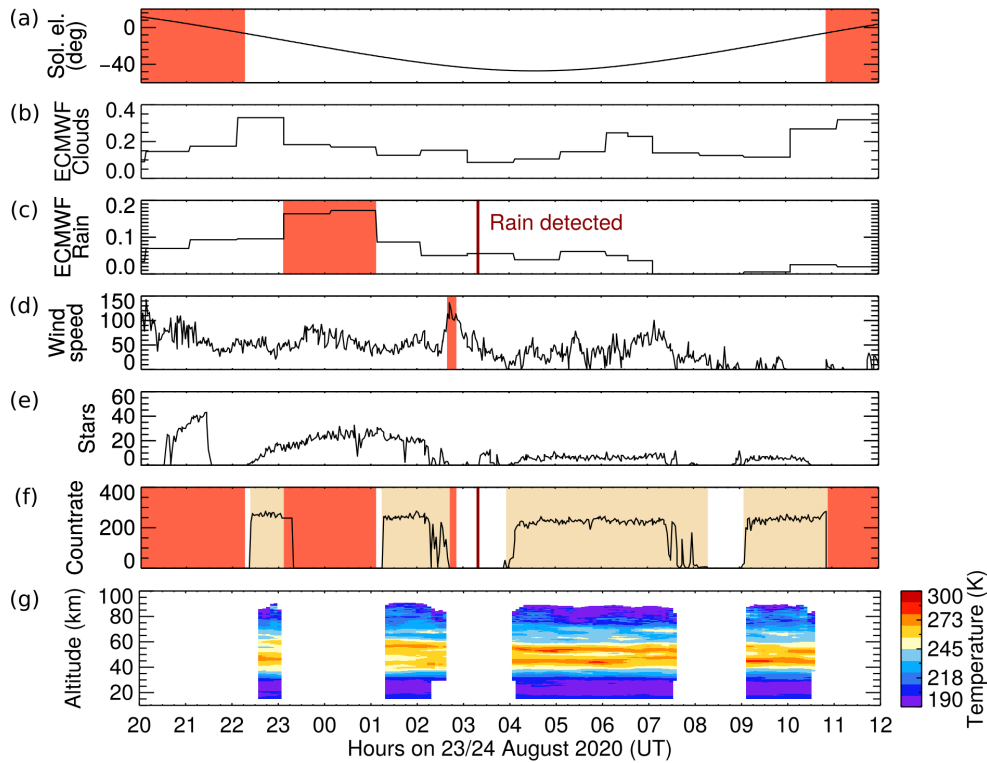 (a)
Sol. el.
(deg)
0
−40
(b)
ECMWF
Clouds
0.4
0.2
0.0
(c)
ECMWF
Rain
0.2
0.1
0.0
Rain detected
(d)
Wind
speed
150
100
50
0
(e)
Stars
60
40
20
0
(f)
Countrate
400
200
0
(g)
Altitude (km)
100
80
60
40
20
300
273
245
218
190
Temperature (K)
20 21 22 23 00 01 02 03 04 05 06 07 08 09 10 11 12
Hours on 23/24 August 2020 (UT)